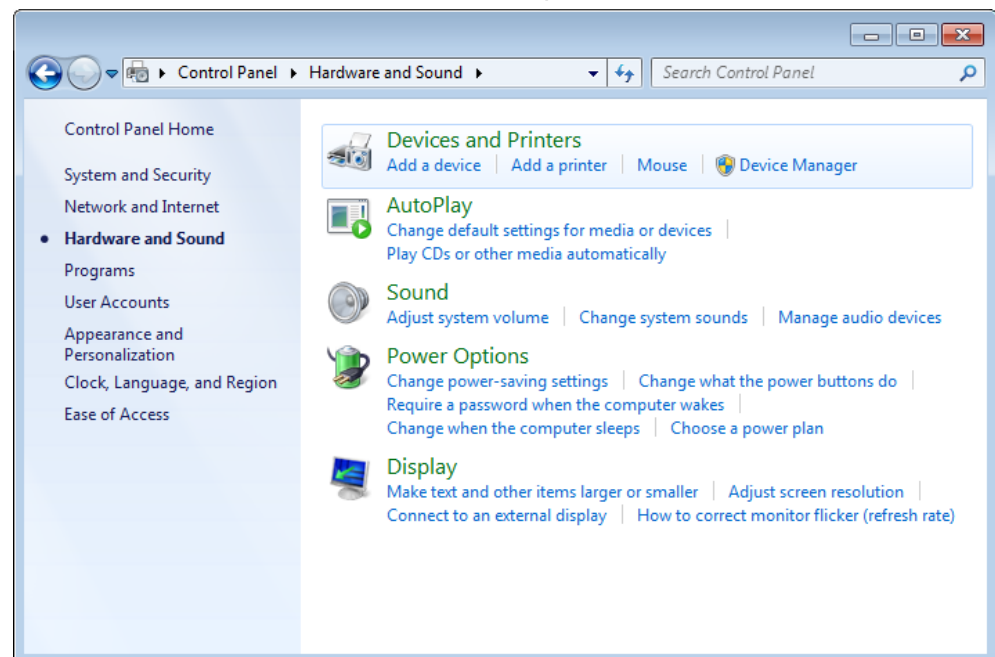 Control Panel Hardware and Sound Search Control Panel
Control Panel Home
System and Security
Network and Internet
Hardware and Sound
Programs
User Accounts
Appearance and
Personalization
Clock, Language, and Region
Ease of Access
Devices and Printers
Add a device Add a printer Mouse Device Manager
AutoPlay
Change default settings for media or devices
Play CDs or other media automatically
Sound
Adjust system volume Change system sounds Manage audio devices
Power Options
Change power-saving settings Change what the power buttons do
Require a password when the computer wakes
Change when the computer sleeps Choose a power plan
Display
Make text and other items larger or smaller Adjust screen resolution
Connect to an external display How to correct monitor flicker (refresh rate)